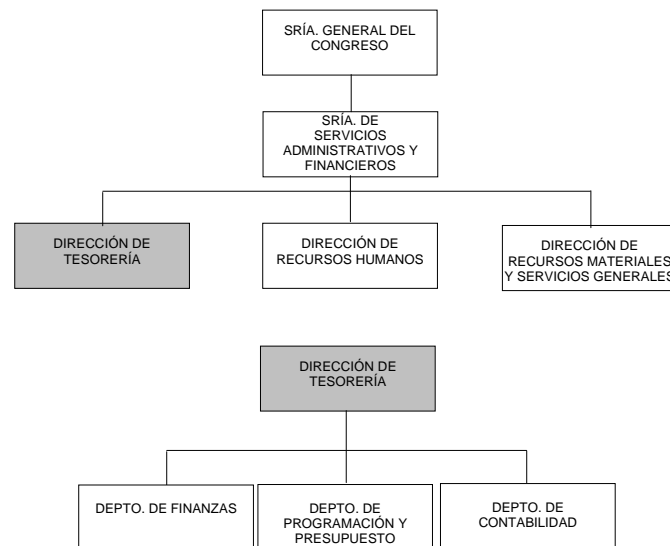 SRÍA. GENERAL DEL
CONGRESO
SRÍA. DE
SERVICIOS
ADMINISTRATIVOS Y
FINANCIEROS
DIRECCIÓN DE
TESORERÍA
DIRECCIÓN DE
RECURSOS HUMANOS
DIRECCIÓN DE
RECURSOS MATERIALES
Y SERVICIOS GENERALES
DIRECCIÓN DE
TESORERÍA
DEPTO. DE FINANZAS
DEPTO. DE
PROGRAMACIÓN Y
PRESUPUESTO
DEPTO. DE
CONTABILIDAD